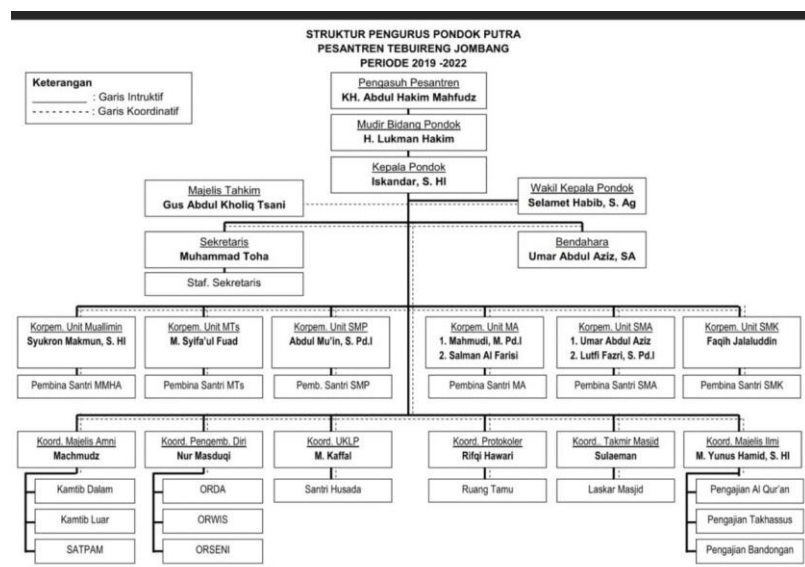 STRUKTUR PENGURUS PONDOK PUTRA
PESANTREN TEBUIRENG JOMBANG
PERIODE 2019 -2022
Keterangan
: Garis Intruktif
: Garis Koordinatif
Pengasuh Pesantren
KH. Abdul Hakim Mahfudz
Mudir Bidang Pondok
H. Lukman Hakim
Kepala Pondok
Iskandar, S. HI
Majelis Tahkim
Gus Abdul Kholiq Tsani
Wakil Kepala Pondok
Selamet Habib, S. Ag
Sekretaris
Muhammad Toha
Bendahara
Umar Abdul Aziz, SA
Staf. Sekretaris
Korpem. Unit Muallimin
Syukron Makmun, S. HI
Korpem. Unit MTs
M. Syifa'ul Fuad
Korpem. Unit SMP
Abdul Mu'in, S. Pd.I
Korpem. Unit MA
1. Mahmudi, M. Pd.I
2. Salman Al Farisi
Korpem. Unit SMA
1. Umar Abdul Aziz
2. Lutfi Fazri, S. Pd.I
Korpem. Unit SMK
Faqih Jalaluddin
Pembina Santri MMHA
Pembina Santri MTs
Pemb. Santri SMP
Pembina Santri MA
Pembina Santri SMA
Pembina Santri SMK
Koord. Majelis Amni
Machmudz
Koord. Pengemb. Diri
Nur Masduqi
Koord. UKLP
M. Kaffal
Koord. Protokoler
Rifqi Hawari
Koord.. Takmir Masjid
Sulaeman
Koord. Majelis Ilmi
M. Yunus Hamid, S. HI
Kamtib Dalam
ORDA
Santri Husada
Ruang Tamu
Laskar Masjid
Pengajian Al Qur'an
Kamtib Luar
ORWIS
Pengajian Takhassus
SATPAM
ORSENI
Pengajian Bandongan